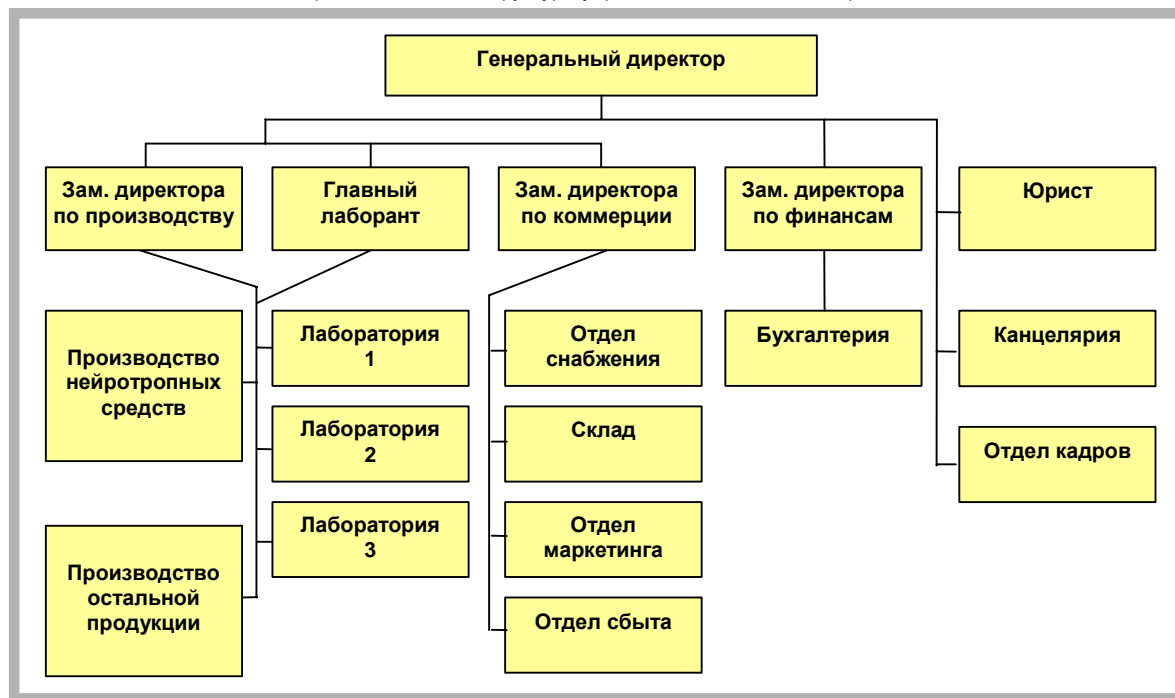 Генеральный директор
Зам. директора
по производству
Главный
лаборант
Зам. директора
по коммерции
Зам. директора
по финансам
Юрист
Производство
нейротропных
средств
Лаборатория
1
Отдел
снабжения
Бухгалтерия
Канцелярия
Лаборатория
2
Склад
Отдел кадров
Лаборатория
3
Отдел
маркетинга
Производство
остальной
продукции
Отдел сбыта